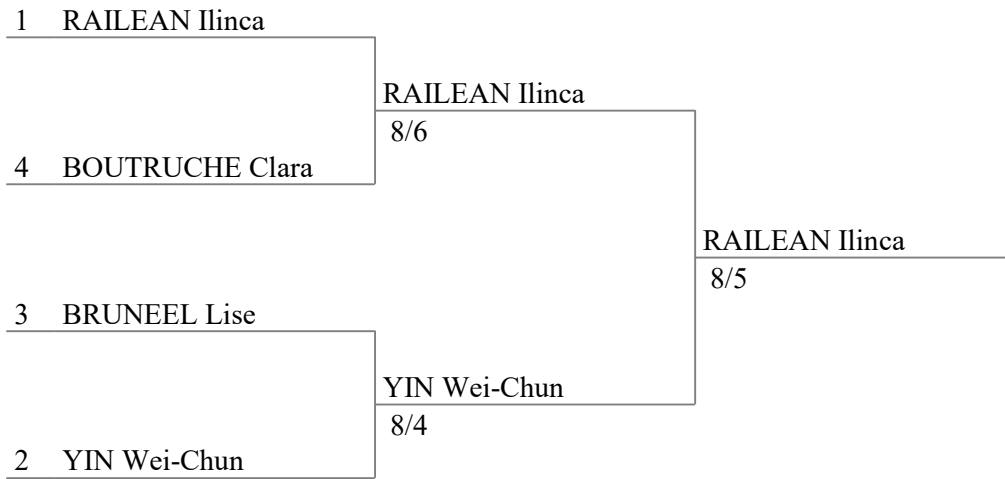 1 RAILEAN Ilinca
RAILEAN Ilinca
8/6
4 BOUTRUCHE Clara
RAILEAN Ilinca
8/5
3 BRUNEEL Lise
YIN Wei-Chun
8/4
2 YIN Wei-Chun